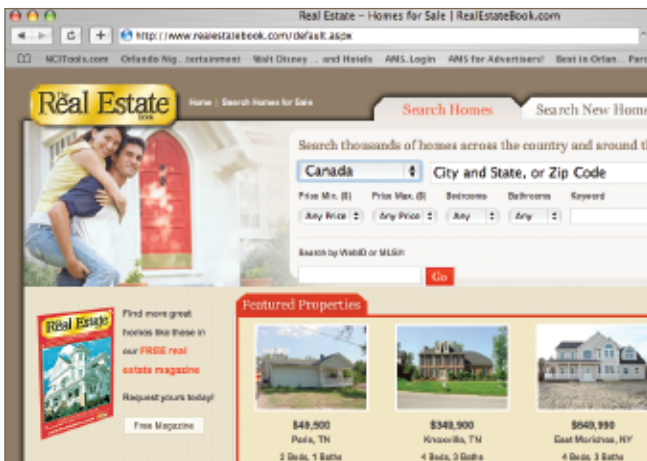 Real Estate – Homes for Sale | RealEstateBook.com
http://www.realestatebook.com/default.aspx
NCITools.com Orlando Nig...tertainment Walt Disney ... and Hotels AMS.Login AMS for Advertisers! Best in Orlan...
The Real Estate Book
Home | Search Homes for Sale
Search Homes
Search New Home
Search thousands of homes across the country and around
Canada
City and State, or Zip Code
Price Min. ($) Price Max. ($) Bedrooms Bathrooms Keyword
Any Price Any Price Any Any
Search by WebID or MLS#:
Go
Find more great
homes like these in
our FREE real
estate magazine
Request yours today!
Free Magazine
The Real Estate
Featured Properties
$49,500
Paris, TN
2 Beds, 1 Baths
$349,900
Knoxville, TN
4 Beds, 3 Baths
$649,990
East Moriches, NY
4 Beds, 3 Baths